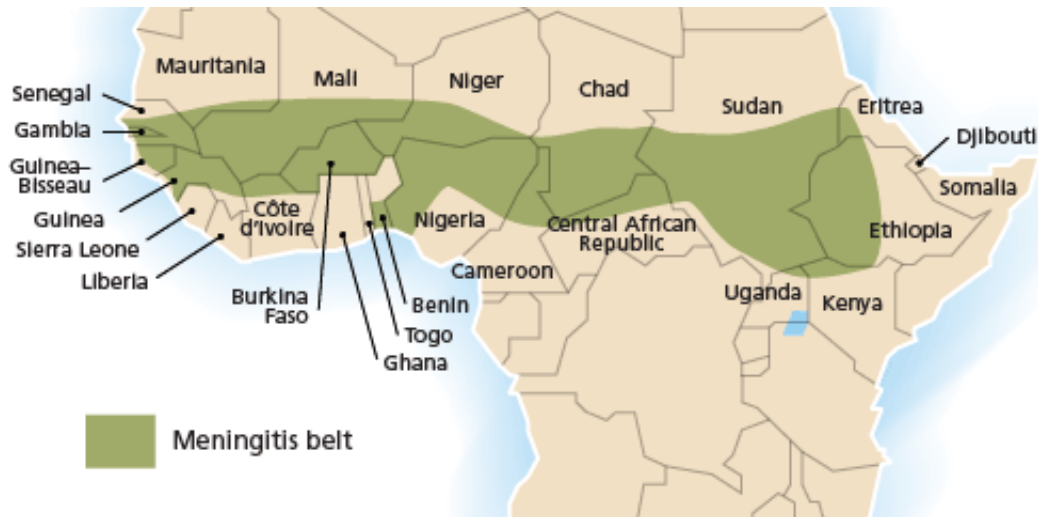 Mauritania
Mali
Niger
Chad
Sudan
Eritrea
Djibouti
Somalia
Ethiopia
Senegal
Gambia
Guinea-
Bissau
Guinea
Sierra Leone
Liberia
Côte
d'Ivoire
Burkina
Faso
Ghana
Togo
Benin
Nigeria
Cameroon
Central African
Republic
Uganda
Kenya
Meningitis belt